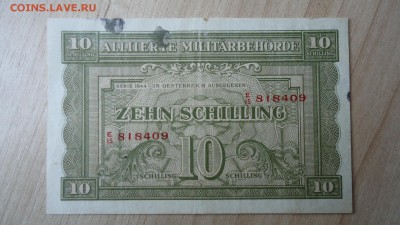 COINS.LAVE.RU
10 ALLIIERTE MILITÄRBEHÖRDE 10
SERIE 1944 IN OESTERREICH AUSGEGEBEN
818409
ZEHN SCHILLING
818409
10
SCHILLING SCHILLING
10 10